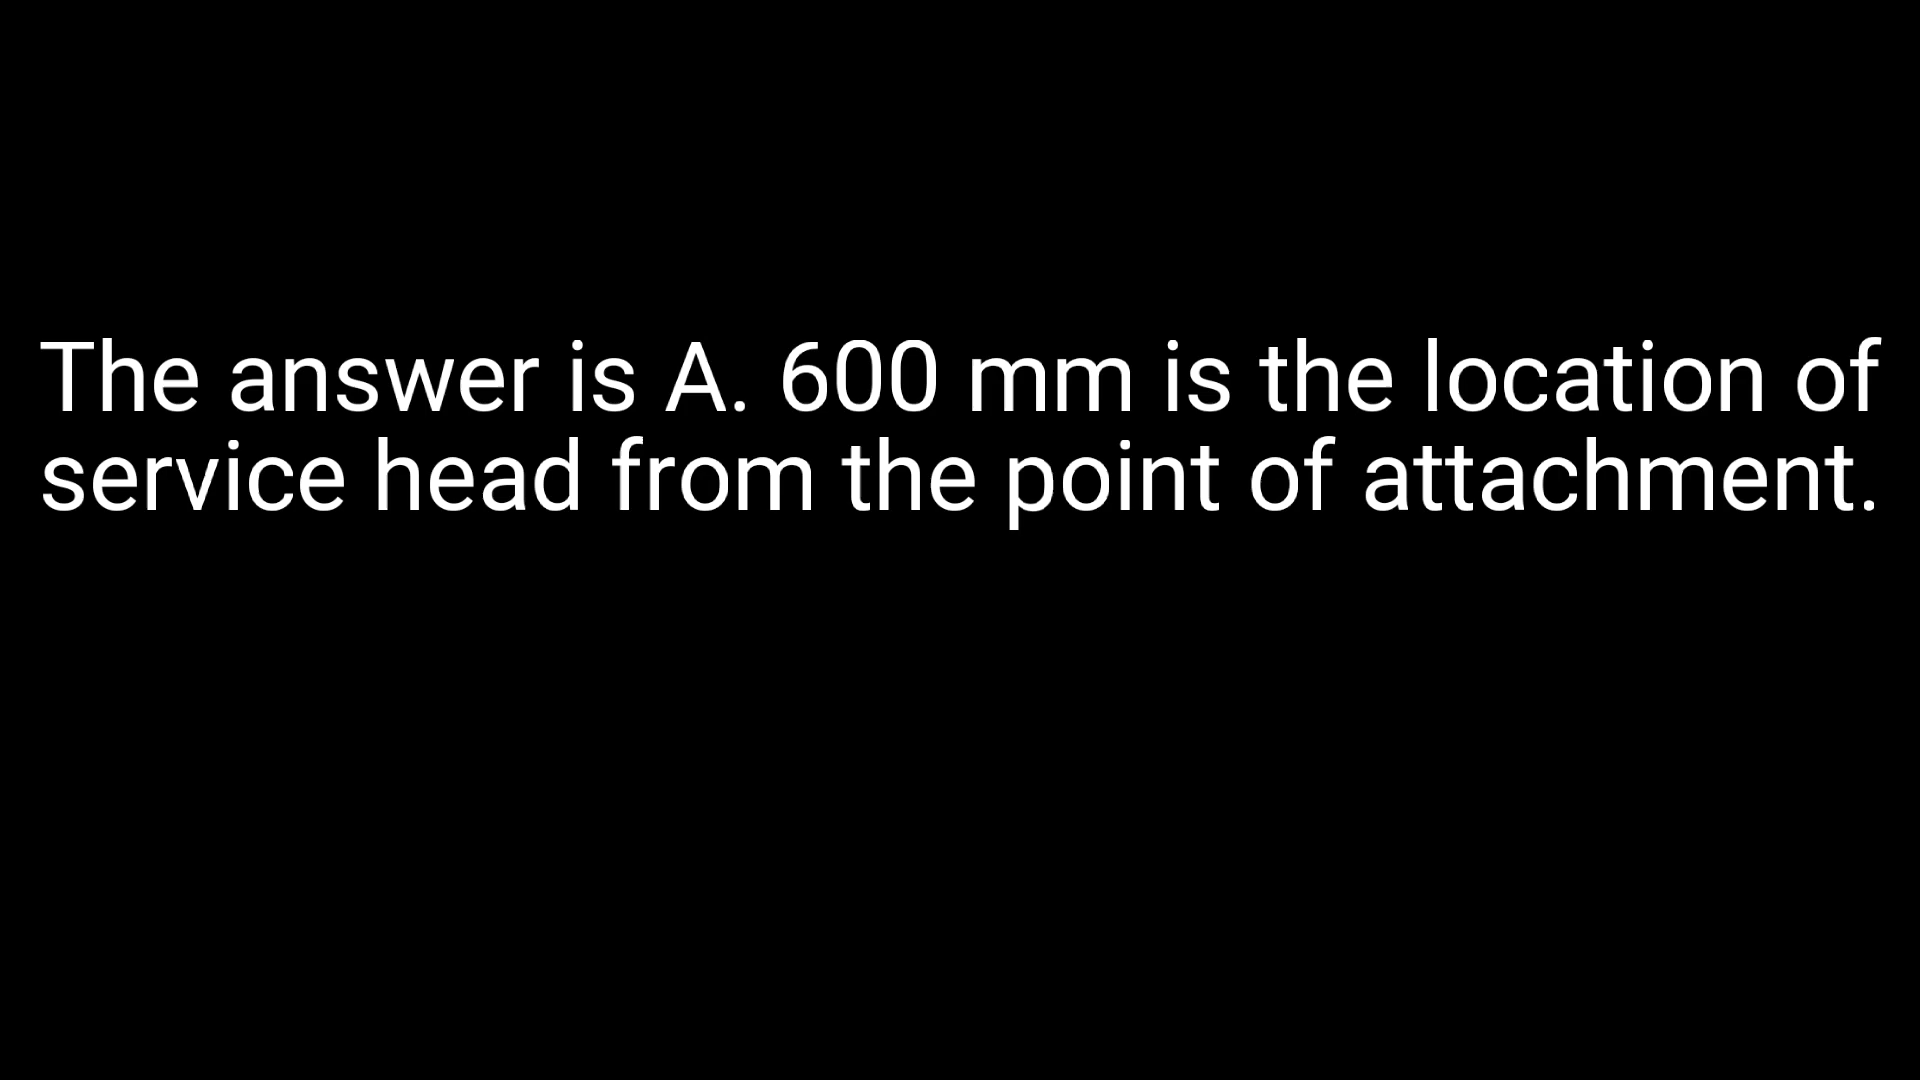 The answer is A. 600 mm is the location of
service head from the point of attachment.